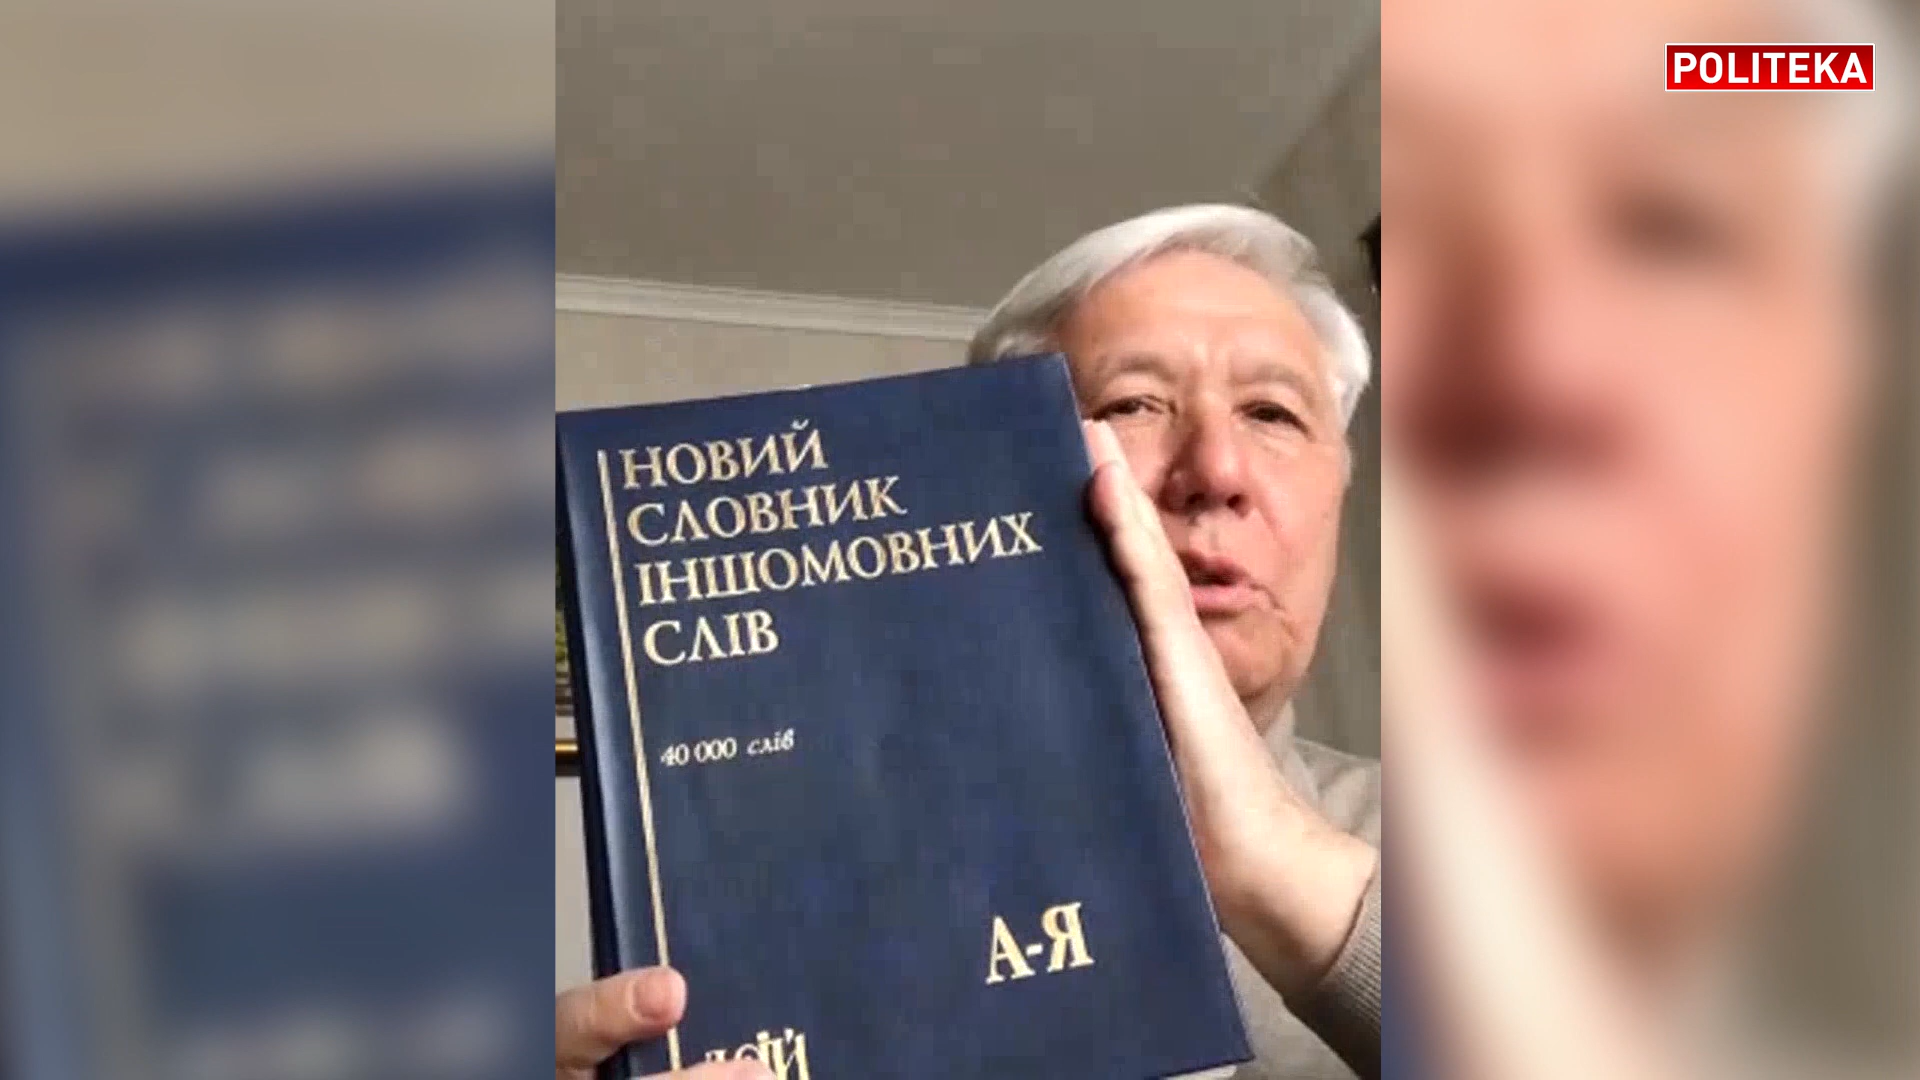 POLITEKA
НОВИЙ
СЛОВНИК
ІНШОМОВНИХ
СЛІВ
40 000 слів
А-Я